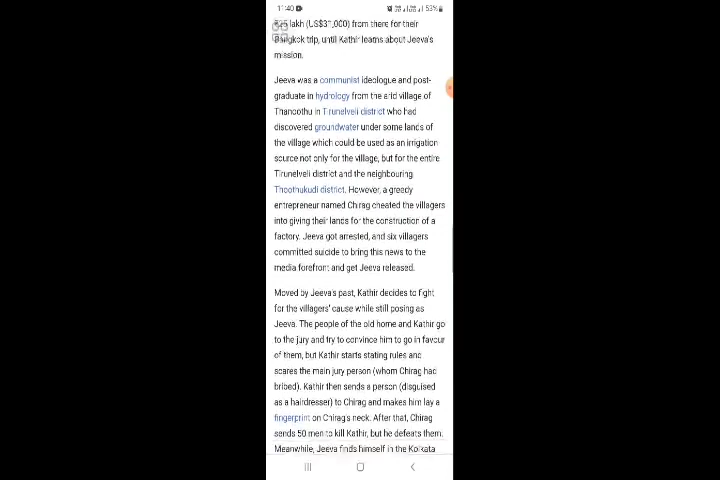 11:40
53%
lakh (US$3 ,000) from there for their
Bangkok trip, until Kathir learns about Jeeva's
mission.
Jeeva was a communist ideologue and post-
graduate in hydrology from the arid village of
Thanoothu in Tirunelveli district who had
discovered groundwater under some lands of
the village which could be used as an irrigation
source not only for the village, but for the entire
Tirunelveli district and the neighbouring
Thoothukudi district. However, a greedy
entrepreneur named Chirag cheated the villagers
into giving their lands for the construction of a
factory. Jeeva got arrested, and six villagers
committed suicide to bring this news to the
media forefront and get Jeeva released.
Moved by Jeeva's past, Kathir decides to fight
for the villagers' cause while still posing as
Jeeva. The people of the old home and Kathir go
to the jury and try to convince him to go in favour
of them, but Kathir starts stating rules and
scares the main jury person (whom Chirag had
bribed). Kathir then sends a person (disguised
as a hairdresser) to Chirag and makes him lay a
fingerprint on Chirag's neck. After that, Chirag
sends 50 men to kill Kathir, but he defeats them.
Meanwhile, Jeeva finds himself in the Kolkata